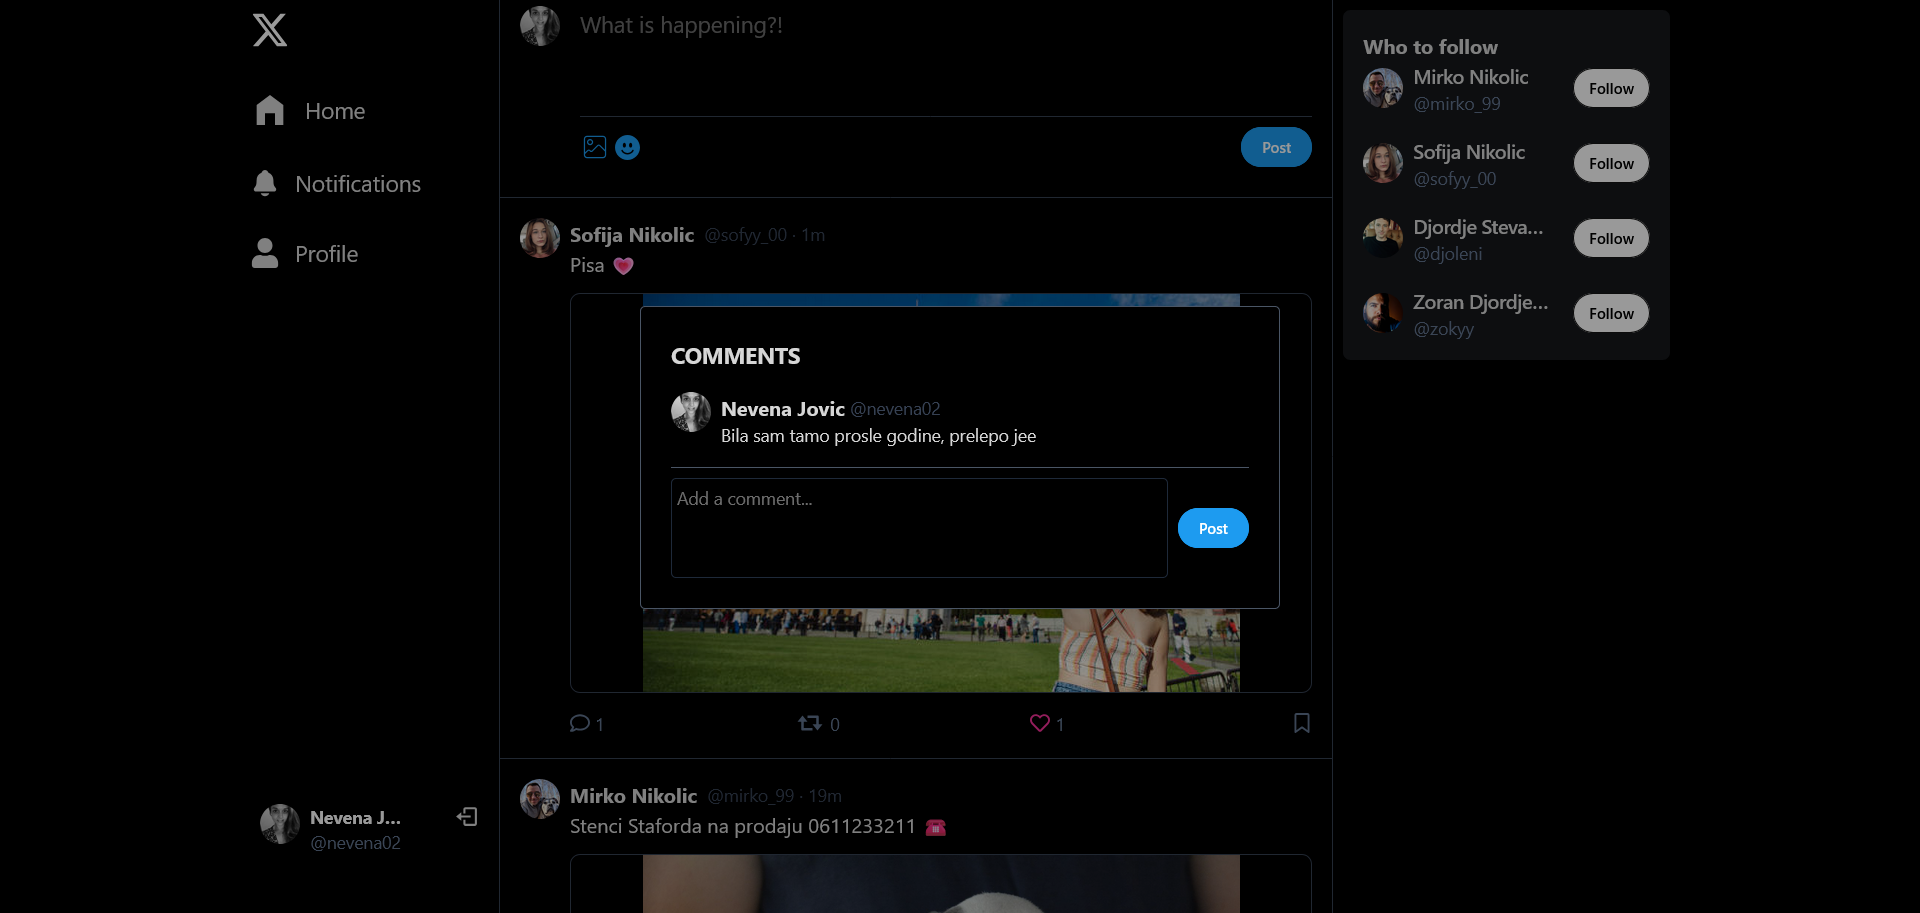 Home
Notifications
Profile
Nevena J...
@nevena02
What is happening?!
Post
Sofija Nikolic @sofyy_00 · 1m
Pisa
COMMENTS
Nevena Jovic @nevena02
Bila sam tamo prosle godine, prelepo jee
Add a comment...
Post
1 0 1
Mirko Nikolic @mirko_99 · 19m
Stenci Staforda na prodaju 0611233211
Who to follow
Mirko Nikolic
@mirko_99
Follow
Sofija Nikolic
@sofyy_00
Follow
Djordje Steva...
@djoleni
Follow
Zoran Djordje...
@zokyy
Follow